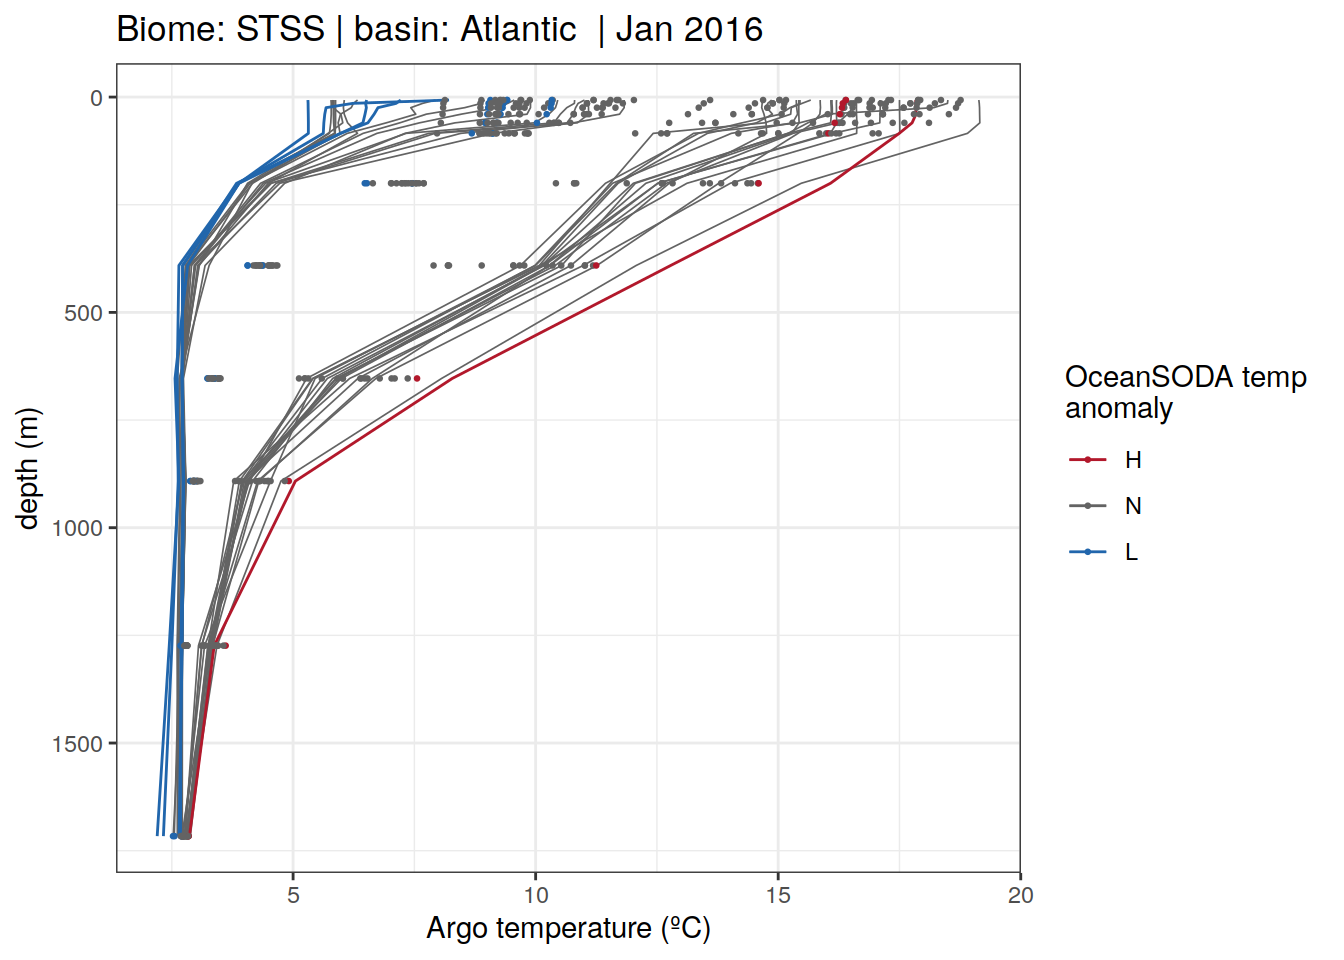 Biome: STSS | basin: Atlantic  | Jan 2016
0
500
1000
1500
depth (m)
5
10
15
20
Argo temperature (ºC)
OceanSODA temp
anomaly
H
N
L